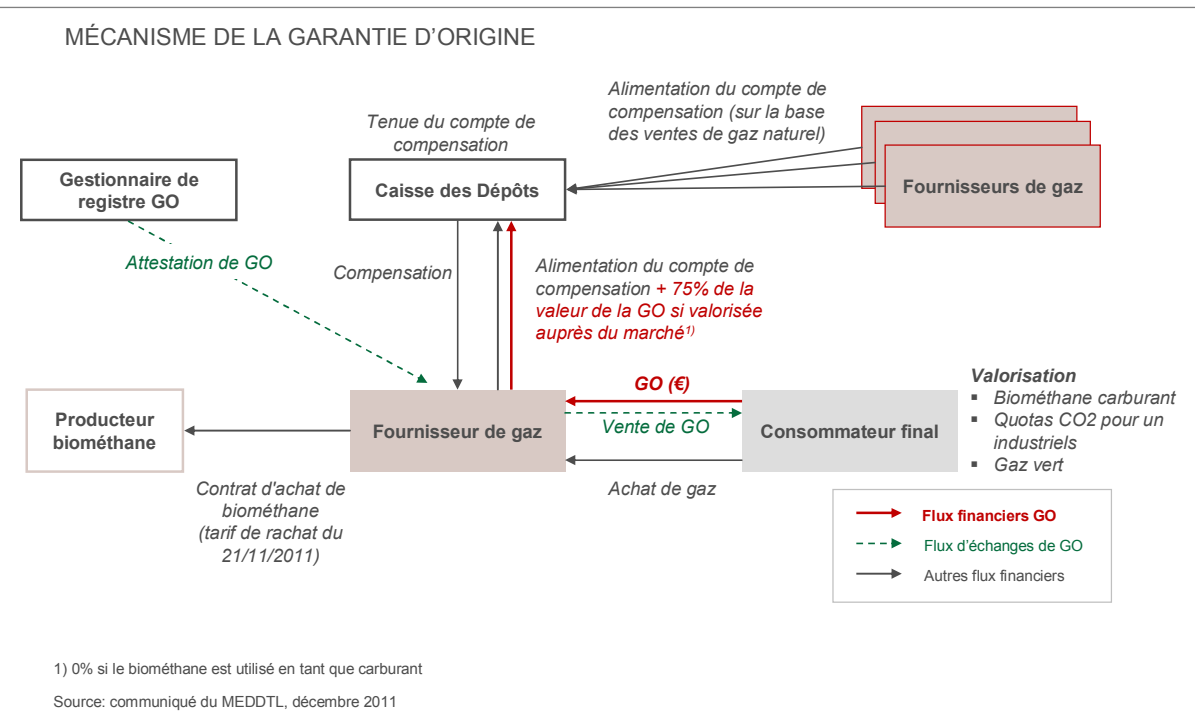 MÉCANISME DE LA GARANTIE D'ORIGINE
Alimentation du compte de
compensation (sur la base
des ventes de gaz naturel)
Tenue du compte de
compensation
Gestionnaire de
registre GO
Caisse des Dépôts
Fournisseurs de gaz
Attestation de GO
Compensation
Alimentation du compte de
compensation + 75% de la
valeur de la GO si valorisée
auprès du marché1)
Producteur
biométhane
Fournisseur de gaz
GO (€)
Vente de GO
Consommateur final
Valorisation
▪ Biométhane carburant
▪ Quotas CO2 pour un
industriels
▪ Gaz vert
Contrat d'achat de
biométhane
(tarif de rachat du
21/11/2011)
Achat de gaz
Flux financiers GO
Flux d'échanges de GO
Autres flux financiers
1) 0% si le biométhane est utilisé en tant que carburant
Source: communiqué du MEDDTL, décembre 2011